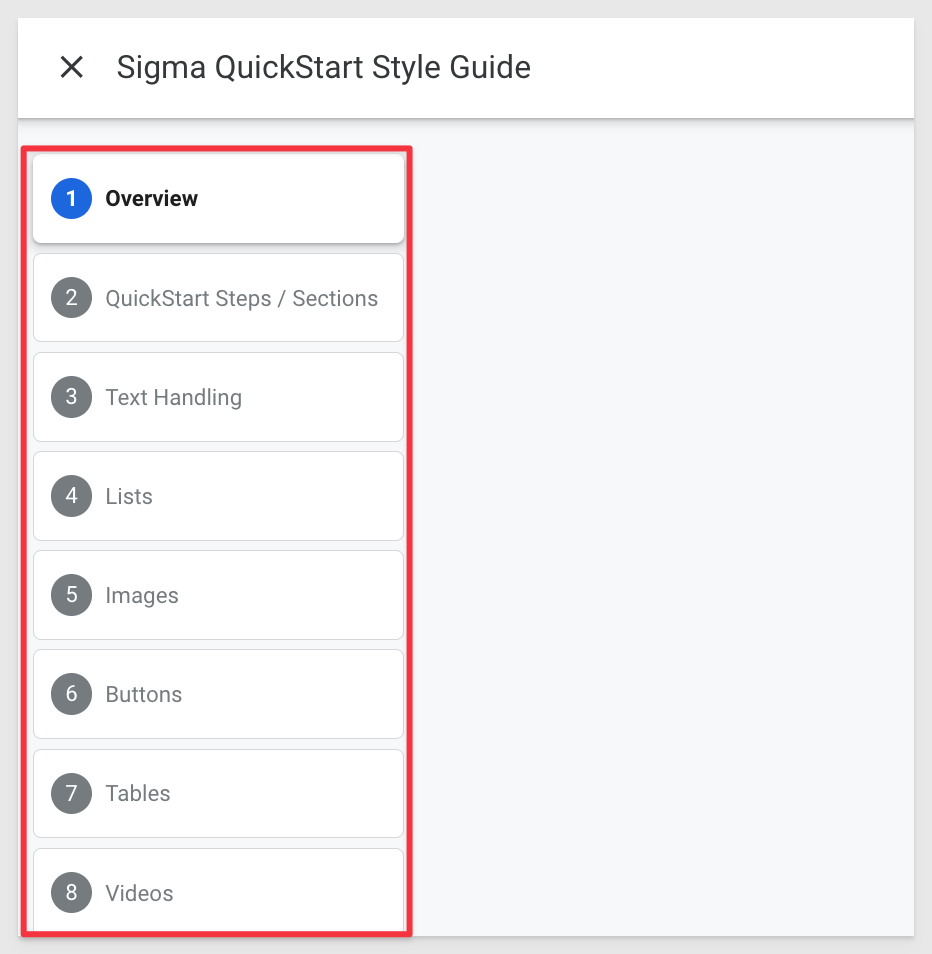 Sigma QuickStart Style Guide
1 Overview
2 QuickStart Steps / Sections
3 Text Handling
4 Lists
5 Images
6 Buttons
7 Tables
8 Videos